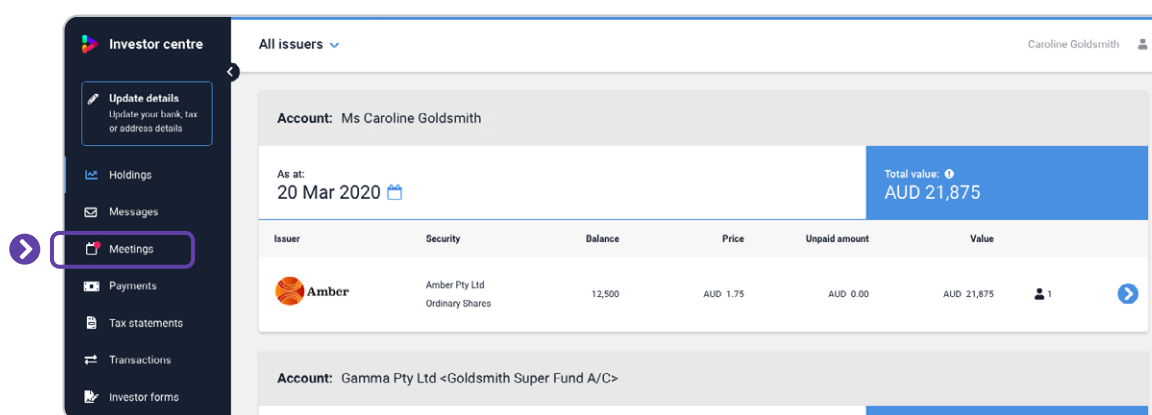 Investor centre
All issuers
Caroline Goldsmith
Update details
Update your bank, tax
or address details
Holdings
Messages
Meetings
Payments
Tax statements
Transactions
Investor forms
Account: Ms Caroline Goldsmith
As at:
20 Mar 2020
Total value:
AUD 21,875
Issuer Security Balance Price Unpaid amount Value
Amber
Amber Pty Ltd
Ordinary Shares
12,500 AUD 1.75 AUD 0.00 AUD 21,875 1
Account: Gamma Pty Ltd <Goldsmith Super Fund A/C>